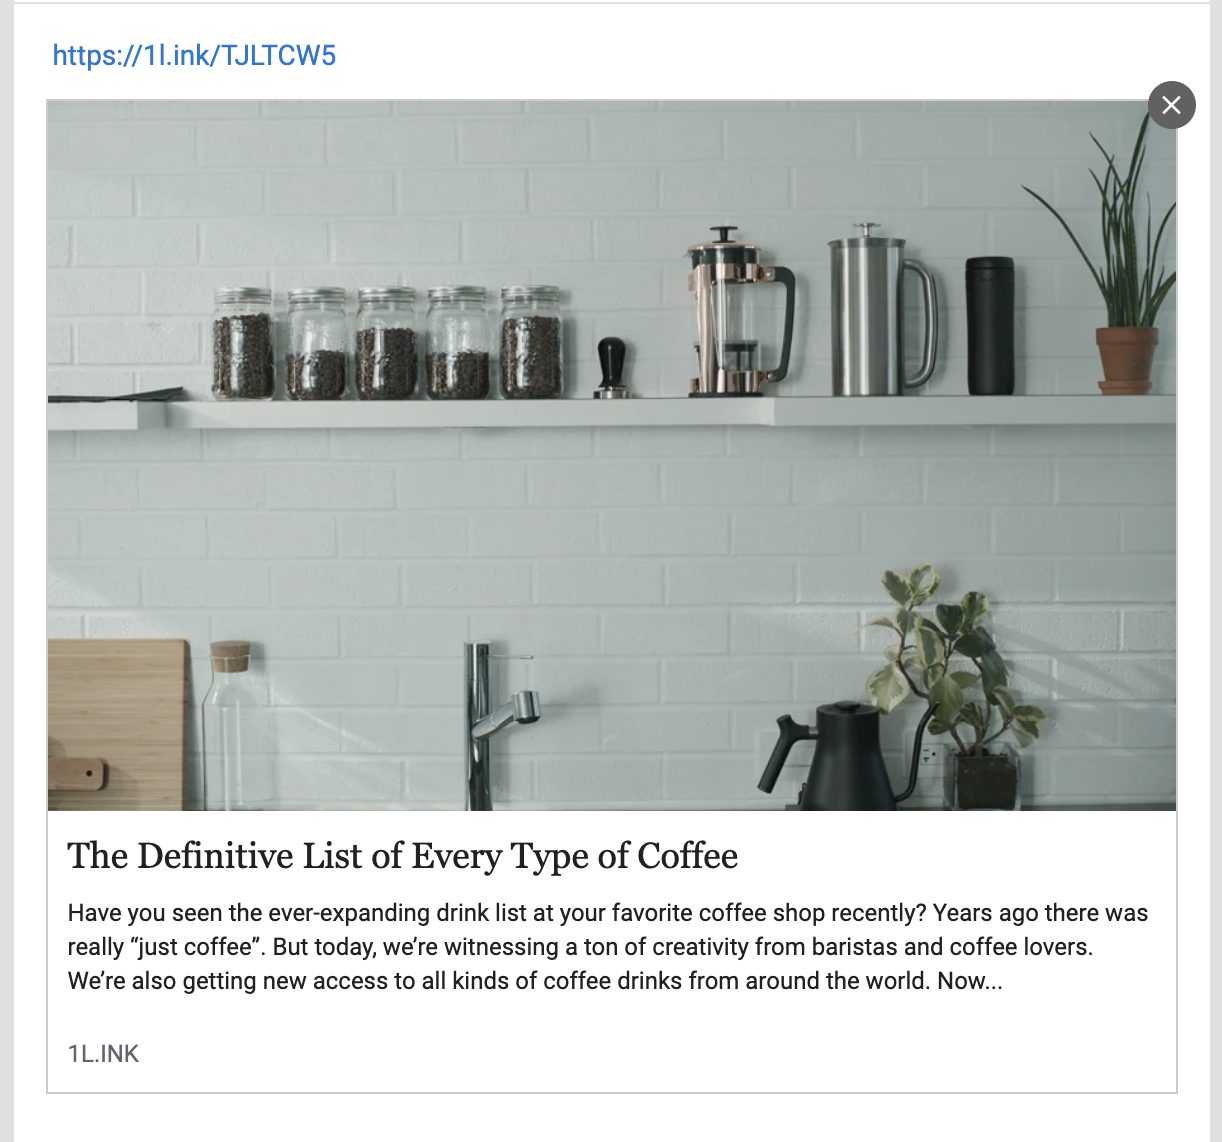 https://1l.ink/TJLTCW5
The Definitive List of Every Type of Coffee
Have you seen the ever-expanding drink list at your favorite coffee shop recently? Years ago there was
really “just coffee”. But today, we’re witnessing a ton of creativity from baristas and coffee lovers.
We’re also getting new access to all kinds of coffee drinks from around the world. Now...
1L.INK